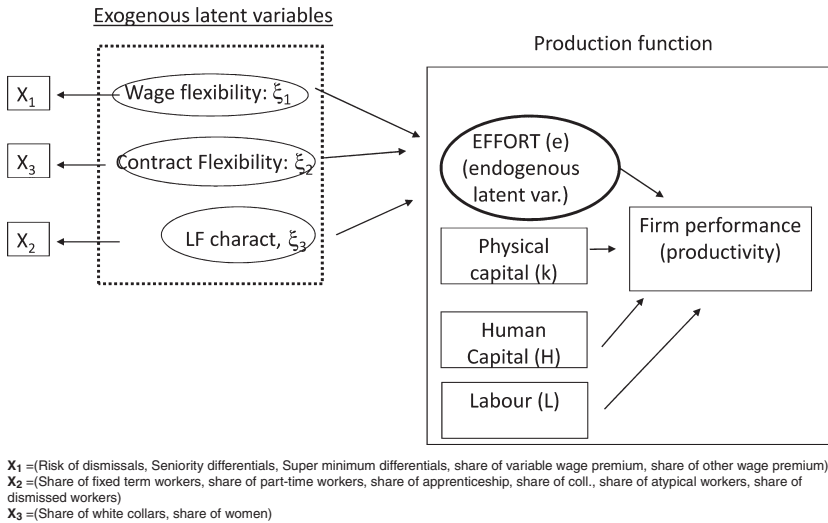 Exogenous latent variables
Production function
X1
Wage flexibility: ξ1
X3
Contract Flexibility: ξ2
X2
LF charact, ξ3
EFFORT (e)
(endogenous
latent var.)
Firm performance
(productivity)
Physical
capital (k)
Human
Capital (H)
Labour (L)
X1 =(Risk of dismissals, Seniority differentials, Super minimum differentials, share of variable wage premium, share of other wage premium)
X2 =(Share of fixed term workers, share of part-time workers, share of apprenticeship, share of coll., share of atypical workers, share of
dismissed workers)
X3 =(Share of white collars, share of women)